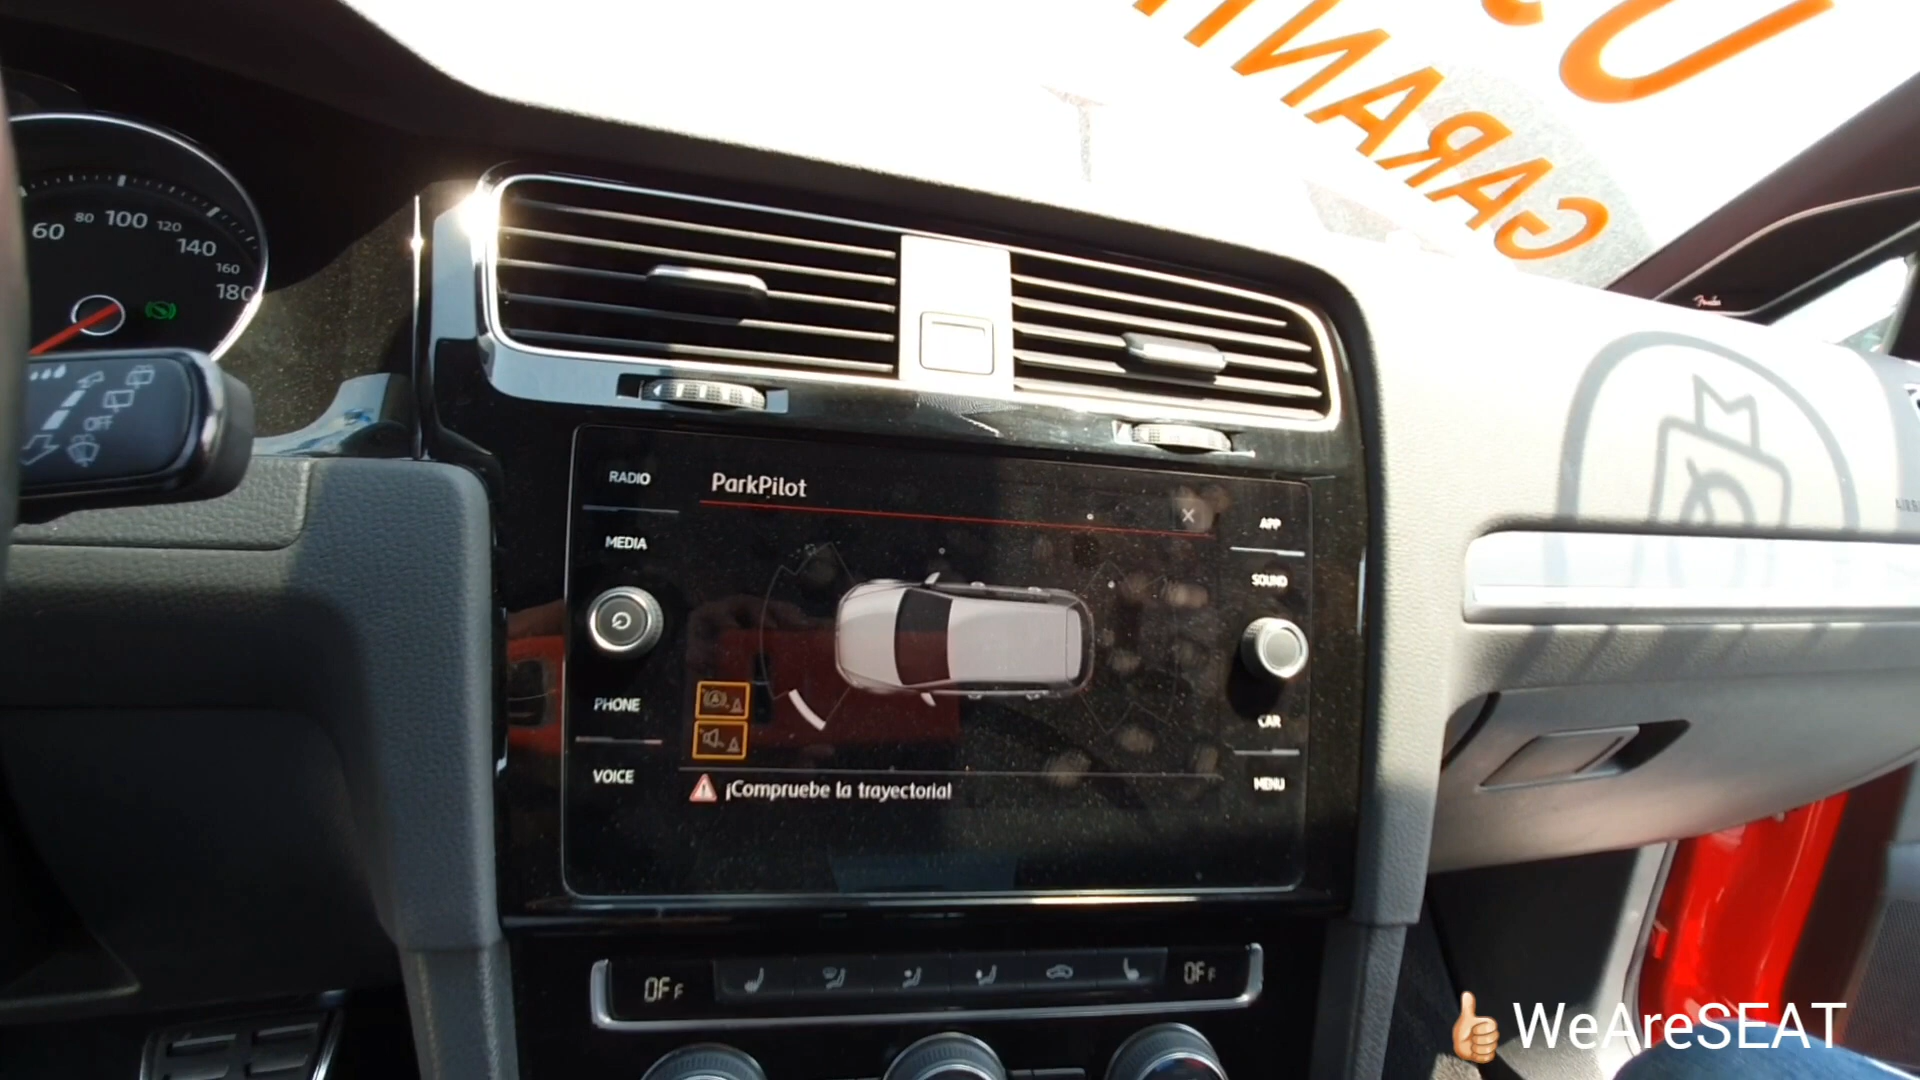 GARANTI
60
80
100
120
140
160
180
OFF
Fender
RADIO
ParkPilot
MEDIA
APP
SOUND
PHONE
CAR
VOICE
¡Compruebe la trayectoria!
MENU
OFF
OFF
WeAreSEAT